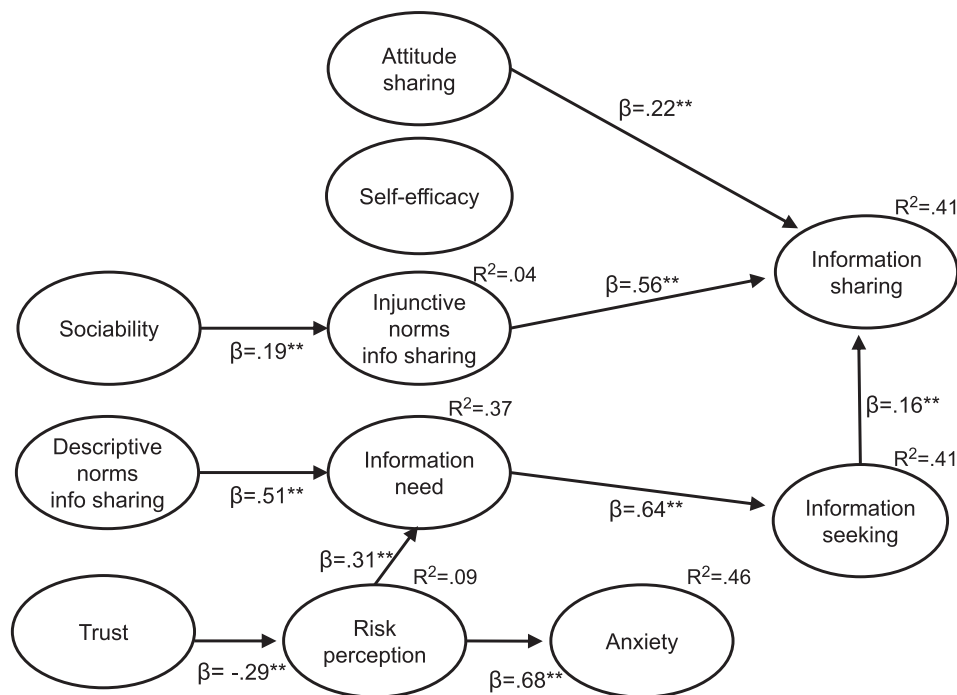 Attitude
sharing
β=.22**
Self-efficacy
R²=.41
Information
sharing
R²=.04
Injunctive
norms
info sharing
β=.56**
Sociability
β=.19**
β=.16**
R²=.37
Information
need
Descriptive
norms
info sharing
β=.51**
β=.64**
R²=.41
Information
seeking
β=.31**
R²=.09
R²=.46
Trust
β= -.29**
Risk
perception
β=.68**
Anxiety